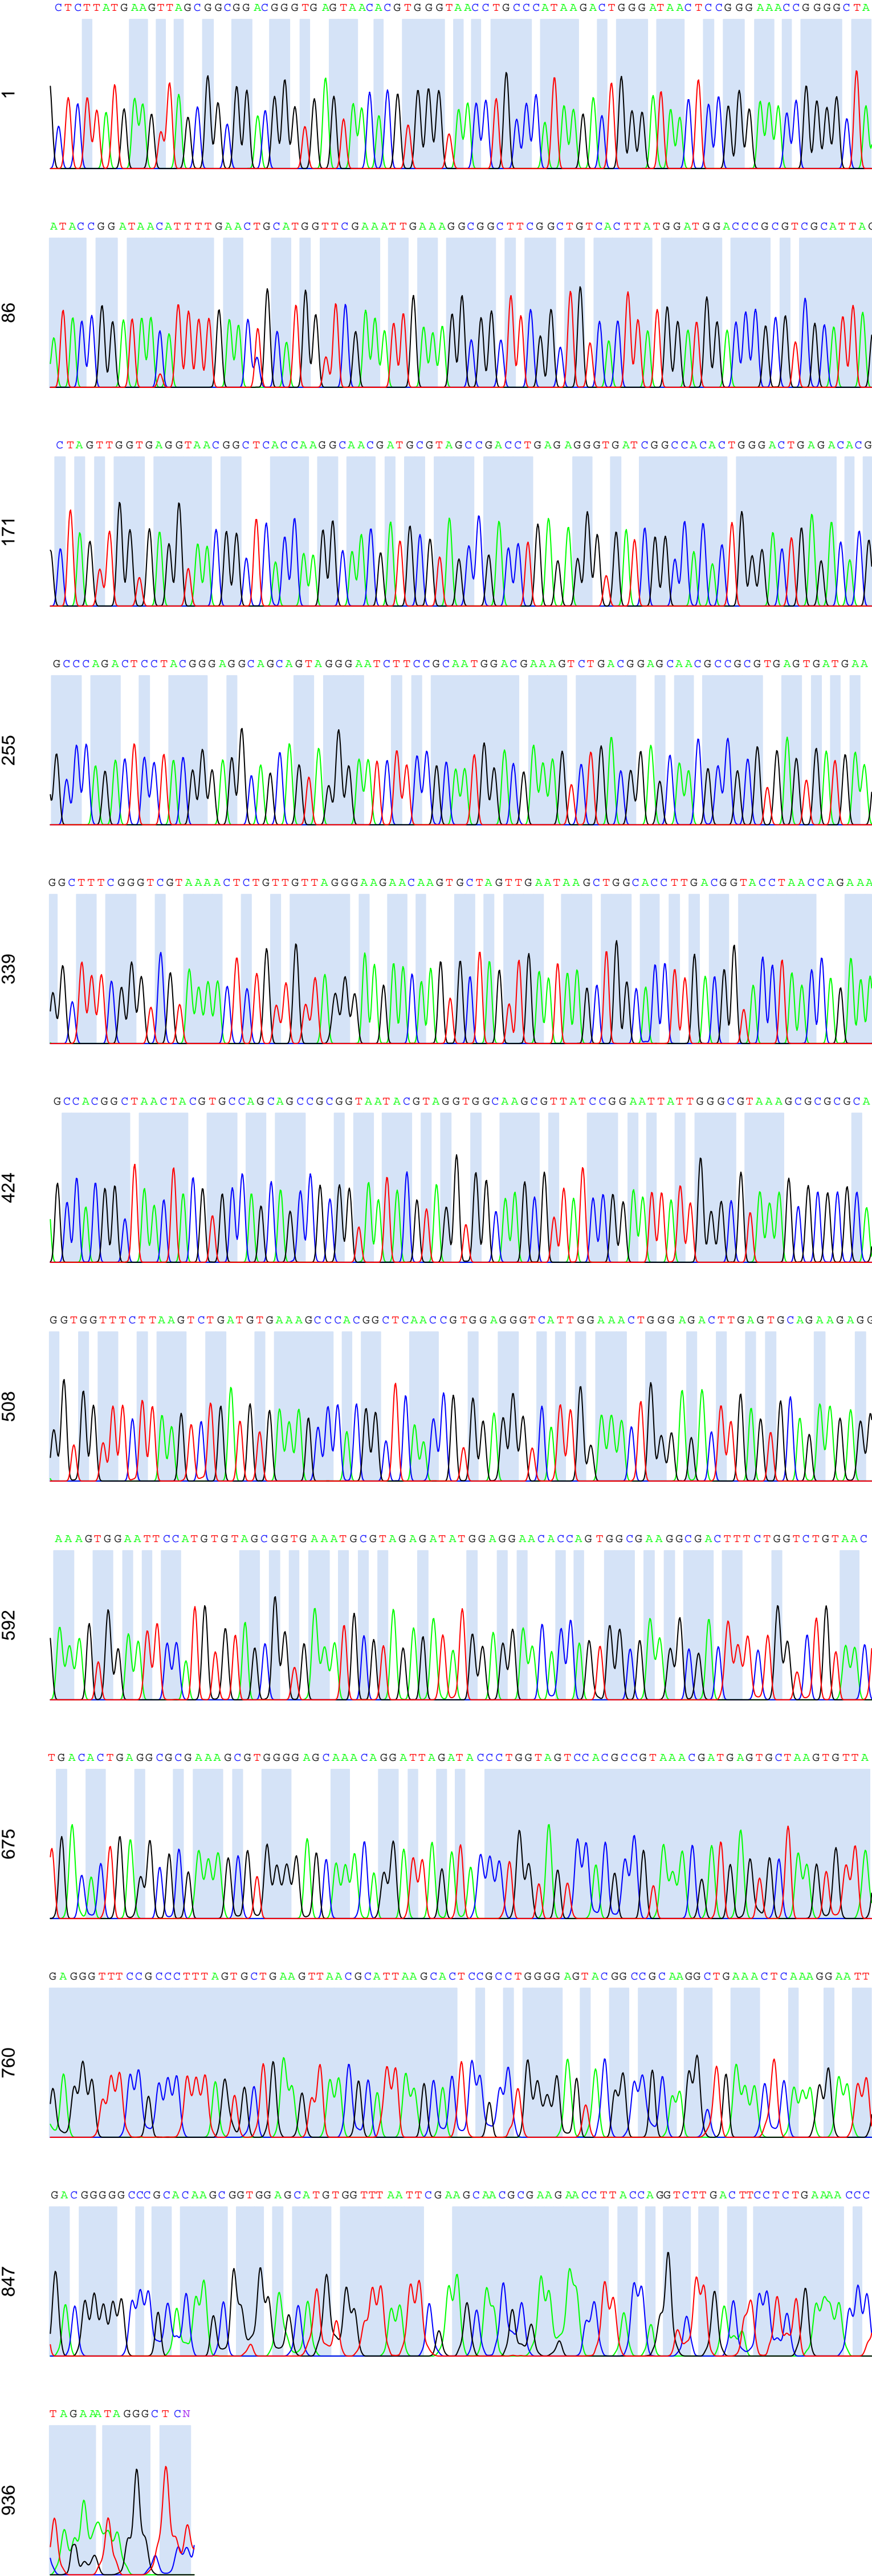 CTCTTATGAAGTTAGCGGCGGACGGGTGAGTAACACGTGGGTAACCTGCCCATAAGACTGGGATAACTCCGGGAAACCGGGGCTA
1
ATACCGGATAACATTTTGAACTGCATGGTTCGAAATTGAAAGGCGGCTTCGGCTGTCACTTATGGATGGACCCGCGTCGCATTAG
86
CTAGTTGGTGAGGTAACGGCTCACCAAGGCAACGATGCGTAGCCGACCTGAGAGGGTGATCGGCCACACTGGGACTGAGACACG
171
GCCCAGACTCCTACGGGAGGCAGCAGTAGGGAATCTTCCGCAATGGACGAAAGTCTGACGGAGCAACGCCGCGTGAGTGATGAA
255
GGCTTTCGGGTCGTAAAACTCTGTTGTTAGGGAAGAACAAGTGCTAGTTGAATAAGCTGGCACCTTGACGGTACCTAACCAGAAA
339
GCCACGGCTAACTACGTGCCAGCAGCCGCGGTAATACGTAGGTGGCAAGCGTTATCCGGAATTATTGGGCGTAAAGCGCGCGCA
424
GGTGGTTTCTTAAGTCTGATGTGAAAGCCCACGGCTCAACCGTGGAGGGTCATTGGAAACTGGGAGACTTGAGTGCAGAAGAGG
508
AAAGTGGAATTCCATGTGTAGCGGTGAAATGCGTAGAGATATGGAGGAACACCAGTGGCGAAGGCGACTTTCTGGTCTGTAAC
592
TGACACTGAGGCGCGAAAGCGTGGGGAGCAAACAGGATTAGATACCCTGGTAGTCCACGCCGTAAACGATGAGTGCTAAGTGTTA
675
GAGGGTTTCCGCCCTTTAGTGCTGAAGTTAACGCATTAAGCACTCCGCCTGGGGAGTACGGCCGCAAGGCTGAAACTCAAAGGAATT
760
GACGGGGGCCCGCACAAGCGGTGGAGCATGTGGTTTAATTCGAAGCAACGCGAAGAACCTTACCAGGTCTTGACTTCCTCTGAAAACCC
847
TAGAAATAGGGCTCN
936